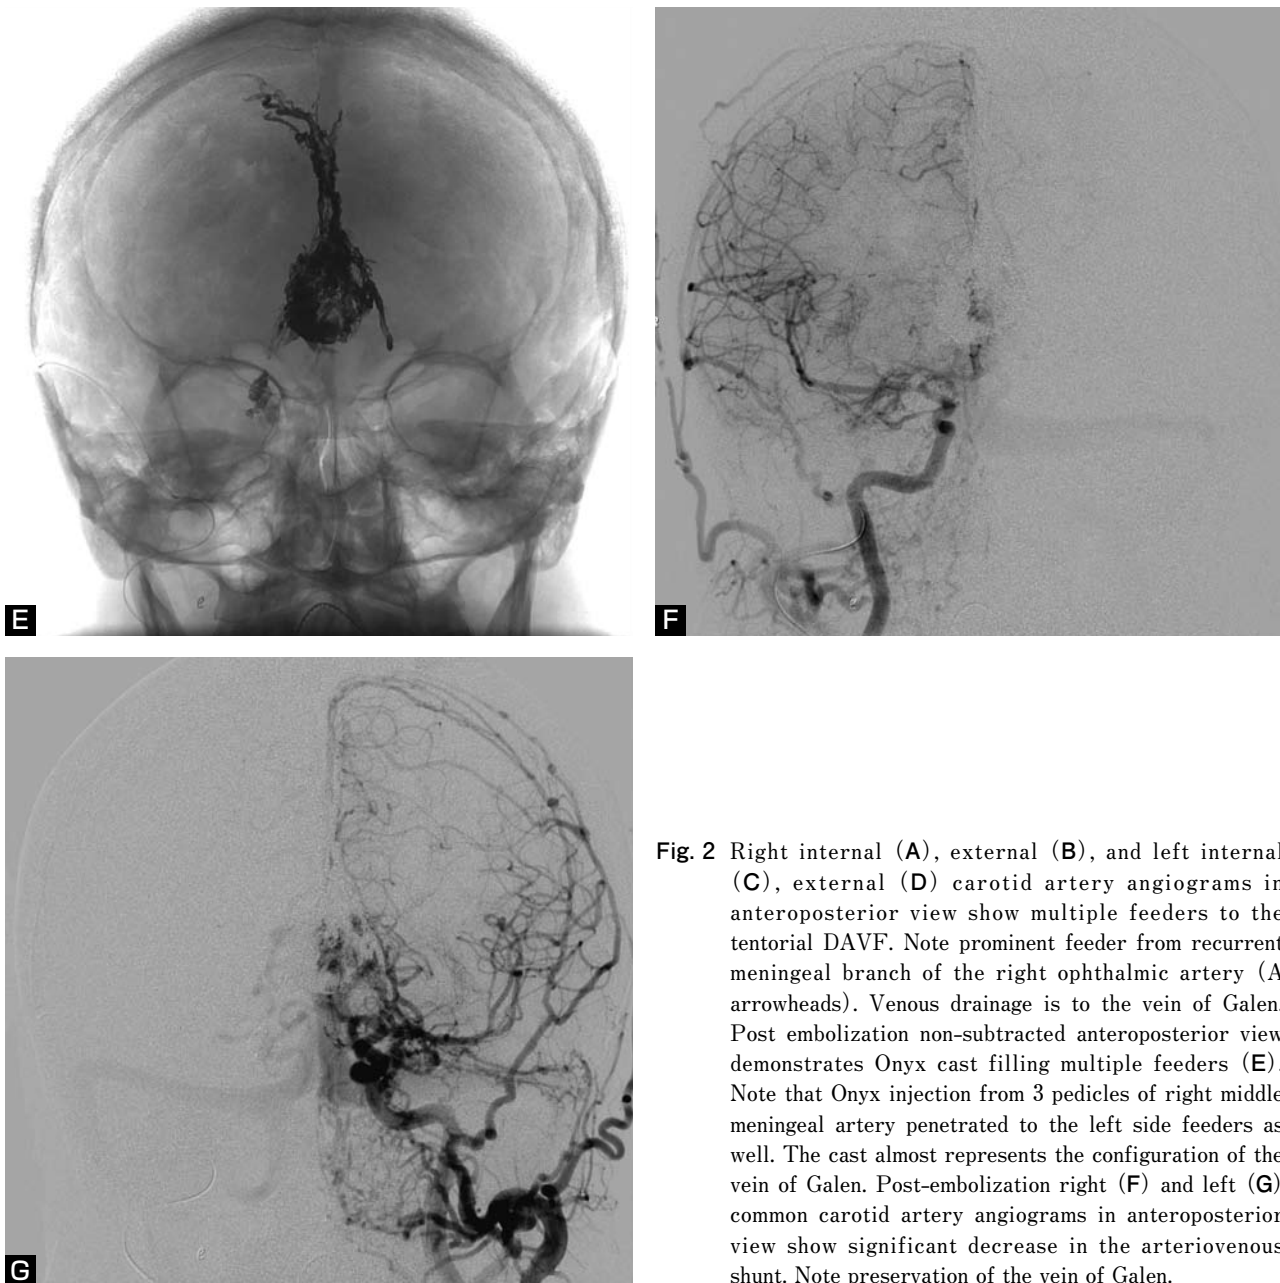 E
F
G
Fig. 2 Right internal (A), external (B), and left internal
(C), external (D) carotid artery angiograms in
anteroposterior view show multiple feeders to the
tentorial DAVF. Note prominent feeder from recurrent
meningeal branch of the right ophthalmic artery (A
arrowheads). Venous drainage is to the vein of Galen.
Post embolization non-subtracted anteroposterior view
demonstrates Onyx cast filling multiple feeders (E).
Note that Onyx injection from 3 pedicles of right middle
meningeal artery penetrated to the left side feeders as
well. The cast almost represents the configuration of the
vein of Galen. Post-embolization right (F) and left (G)
common carotid artery angiograms in anteroposterior
view show significant decrease in the arteriovenous
shunt. Note preservation of the vein of Galen.